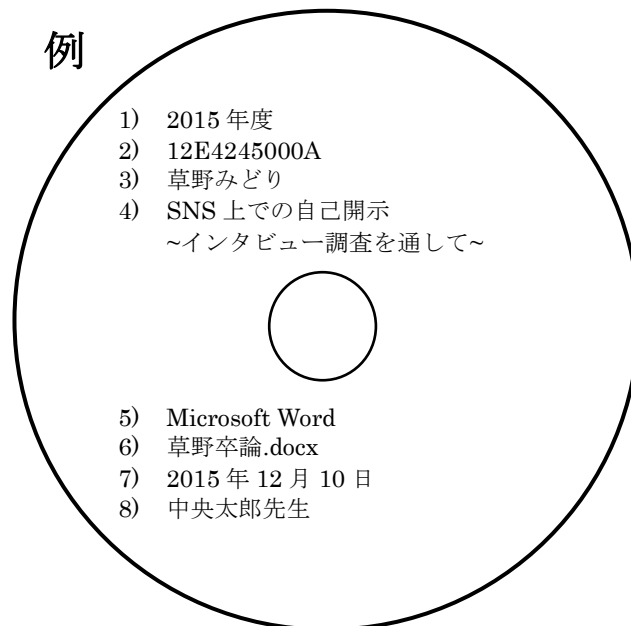 例
1) 2015 年度
2) 12E4245000A
3) 草野みどり
4) SNS 上での自己開示
~インタビュー調査を通して~
5) Microsoft Word
6) 草野卒論.docx
7) 2015 年 12 月 10 日
8) 中央太郎先生